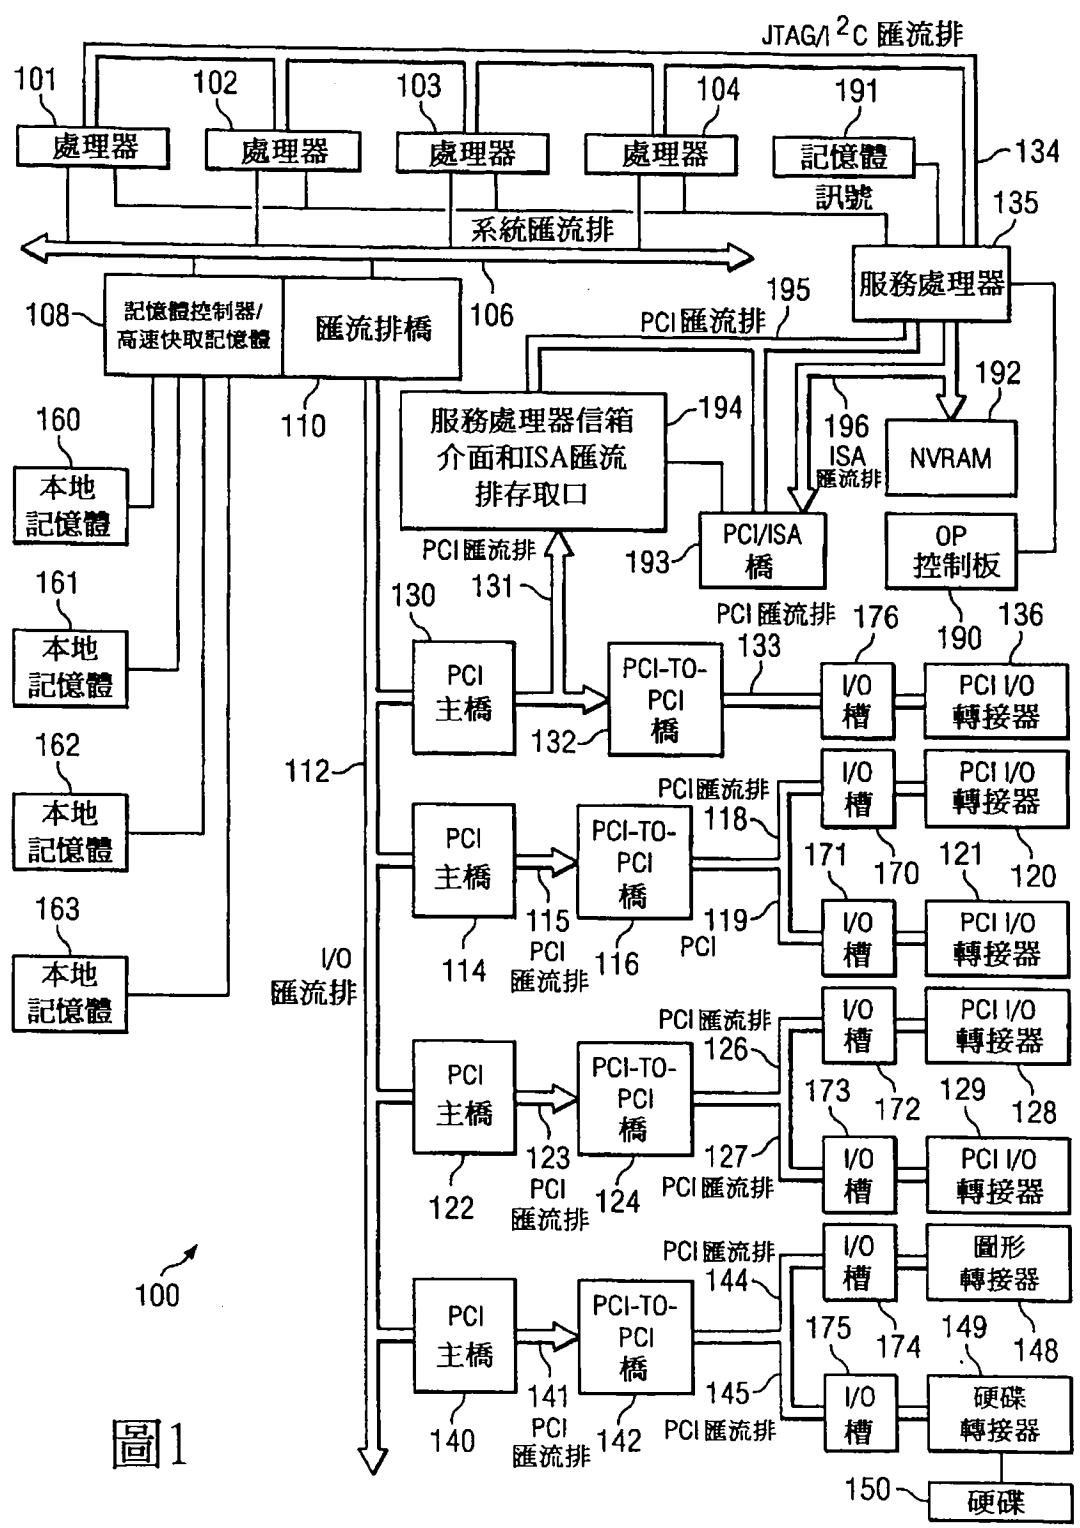 JTAG/I²C 匯流排
101
102
103
104
191
處理器
處理器
處理器
處理器
記憶體
134
訊號
135
系統匯流排
服務處理器
108
記憶體控制器/
高速快取記憶體
匯流排橋
106
110
PCI 匯流排
195
194
服務處理器信箱
介面和ISA匯流
排存取口
196
ISA
匯流排
192
NVRAM
160
本地
記憶體
PCI 匯流排
131
193
PCI/ISA
橋
OP
控制板
190
161
本地
記憶體
130
PCI
主橋
PCI-TO-
PCI
橋
132
PCI 匯流排
133
176
I/O
槽
136
PCI I/O
轉接器
112
162
本地
記憶體
PCI
主橋
114
115
PCI
匯流排
PCI-TO-
PCI
橋
116
PCI 匯流排
118
119
PCI
I/O
槽
170
PCI I/O
轉接器
120
171
I/O
槽
121
PCI I/O
轉接器
163
本地
記憶體
I/O
匯流排
PCI
主橋
122
123
PCI
匯流排
PCI-TO-
PCI
橋
124
PCI 匯流排
126
127
PCI 匯流排
I/O
槽
172
PCI I/O
轉接器
128
173
I/O
槽
129
PCI I/O
轉接器
100
PCI
主橋
140
141
PCI
匯流排
PCI-TO-
PCI
橋
142
PCI 匯流排
144
145
PCI 匯流排
I/O
槽
174
圖形
轉接器
148
175
I/O
槽
149
硬碟
轉接器
150
硬碟
圖1